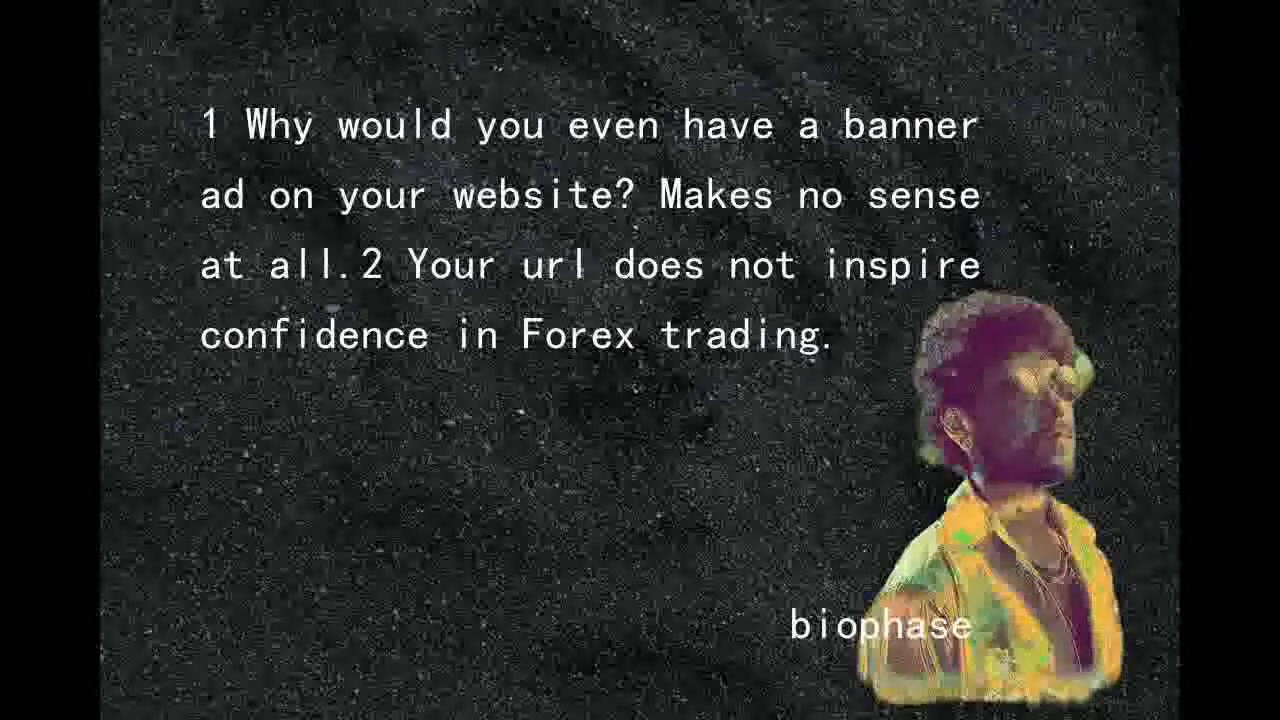 1 Why would you even have a banner
ad on your website? Makes no sense
at all.2 Your url does not inspire
confidence in Forex trading.
biophase